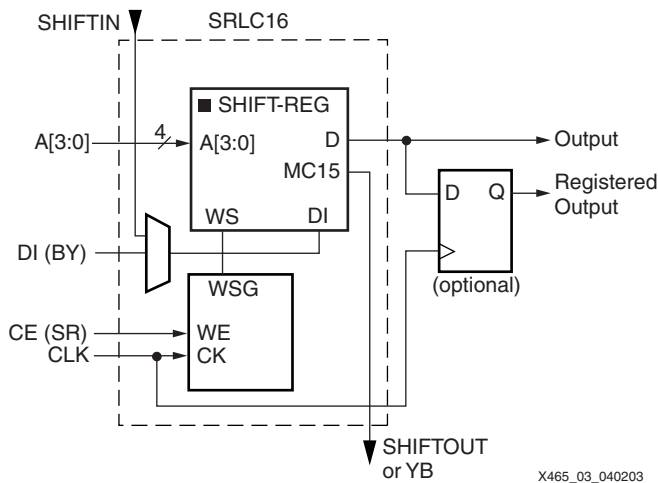 SHIFTIN
SRLC16
SHIFT-REG
A[3:0]
4
A[3:0]
D
Output
MC15
D
Q
Registered
Output
WS
DI
DI (BY)
WSG
(optional)
CE (SR)
WE
CLK
CK
SHIFTOUT
or YB
X465_03_040203